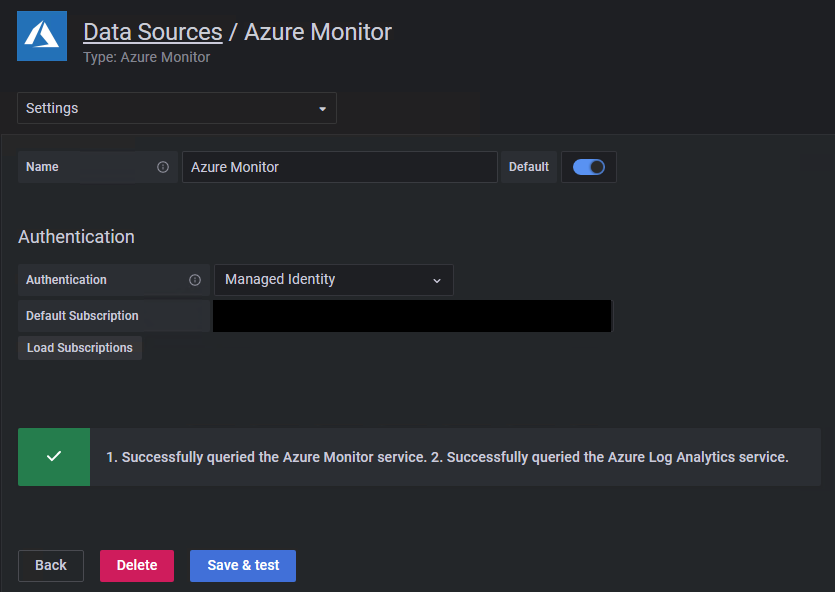 Data Sources / Azure Monitor
Type: Azure Monitor
Settings
Name Azure Monitor Default
Authentication
Authentication Managed Identity
Default Subscription
Load Subscriptions
1. Successfully queried the Azure Monitor service. 2. Successfully queried the Azure Log Analytics service.
Back Delete Save & test